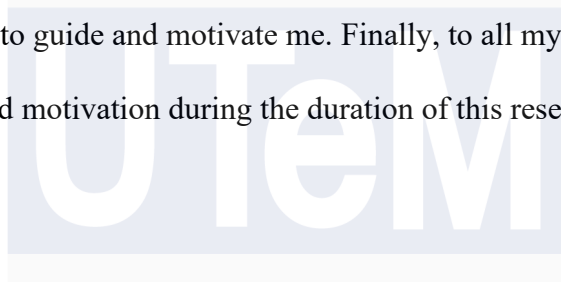 to guide and motivate me. Finally, to all my
d motivation during the duration of this rese
UTeM